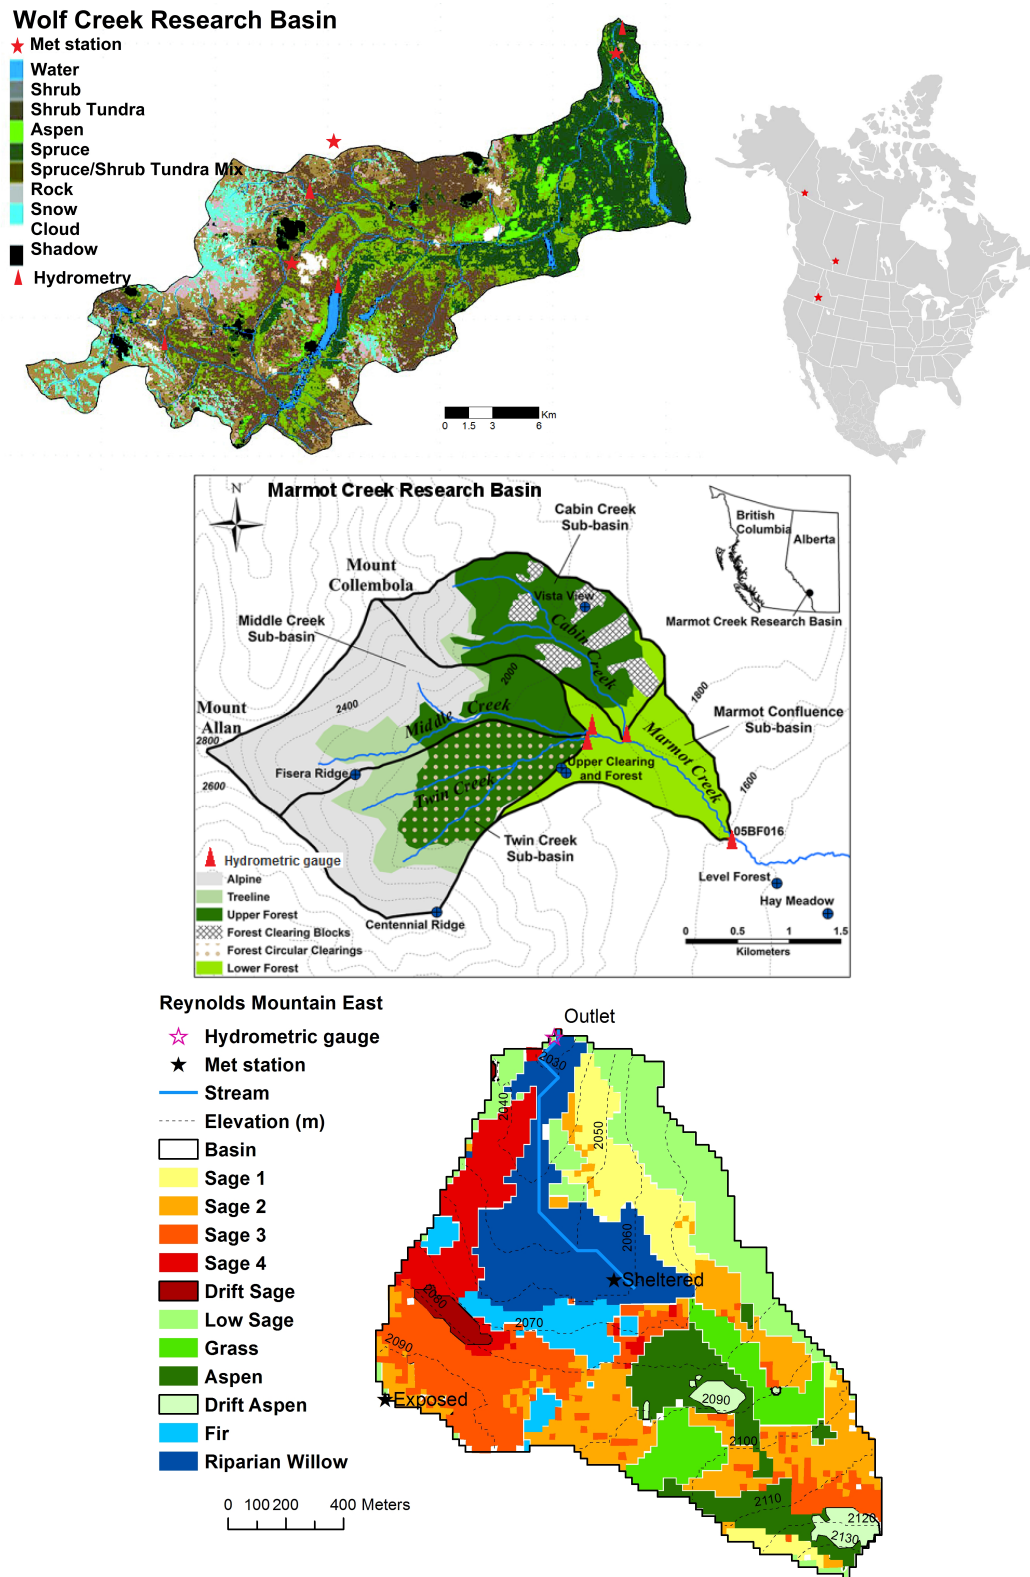 Wolf Creek Research Basin
Met station
Water
Shrub
Shrub Tundra
Aspen
Spruce
Spruce/Shrub Tundra Mix
Rock
Snow
Cloud
Shadow
Hydrometry
Km
0 1.5 3 6
Marmot Creek Research Basin
N
Cabin Creek
Sub-basin
British
Columbia
Alberta
Marmot Creek Research Basin
Mount
Collembola
Vista View
Middle Creek
Sub-basin
Cabin Creek
2000
1800
2400
Mount
Allan
2800
2600
Middle Creek
Marmot Confluence
Sub-basin
Marmot Creek
Fisera Ridge
Upper Clearing
and Forest
Twin Creek
1600
05BF016
Twin Creek
Sub-basin
Level Forest
Hay Meadow
Centennial Ridge
Hydrometric gauge
Alpine
Treeline
Upper Forest
Forest Clearing Blocks
Forest Circular Clearings
Lower Forest
0 0.5 1 1.5
Kilometers
Reynolds Mountain East
Hydrometric gauge
Met station
Stream
Elevation (m)
Basin
Sage 1
Sage 2
Sage 3
Sage 4
Drift Sage
Low Sage
Grass
Aspen
Drift Aspen
Fir
Riparian Willow
0 100 200 400 Meters
Outlet
2030
2040
2050
2060
Sheltered
2080
2070
2090
Exposed
2090
2100
2110
2120
2130